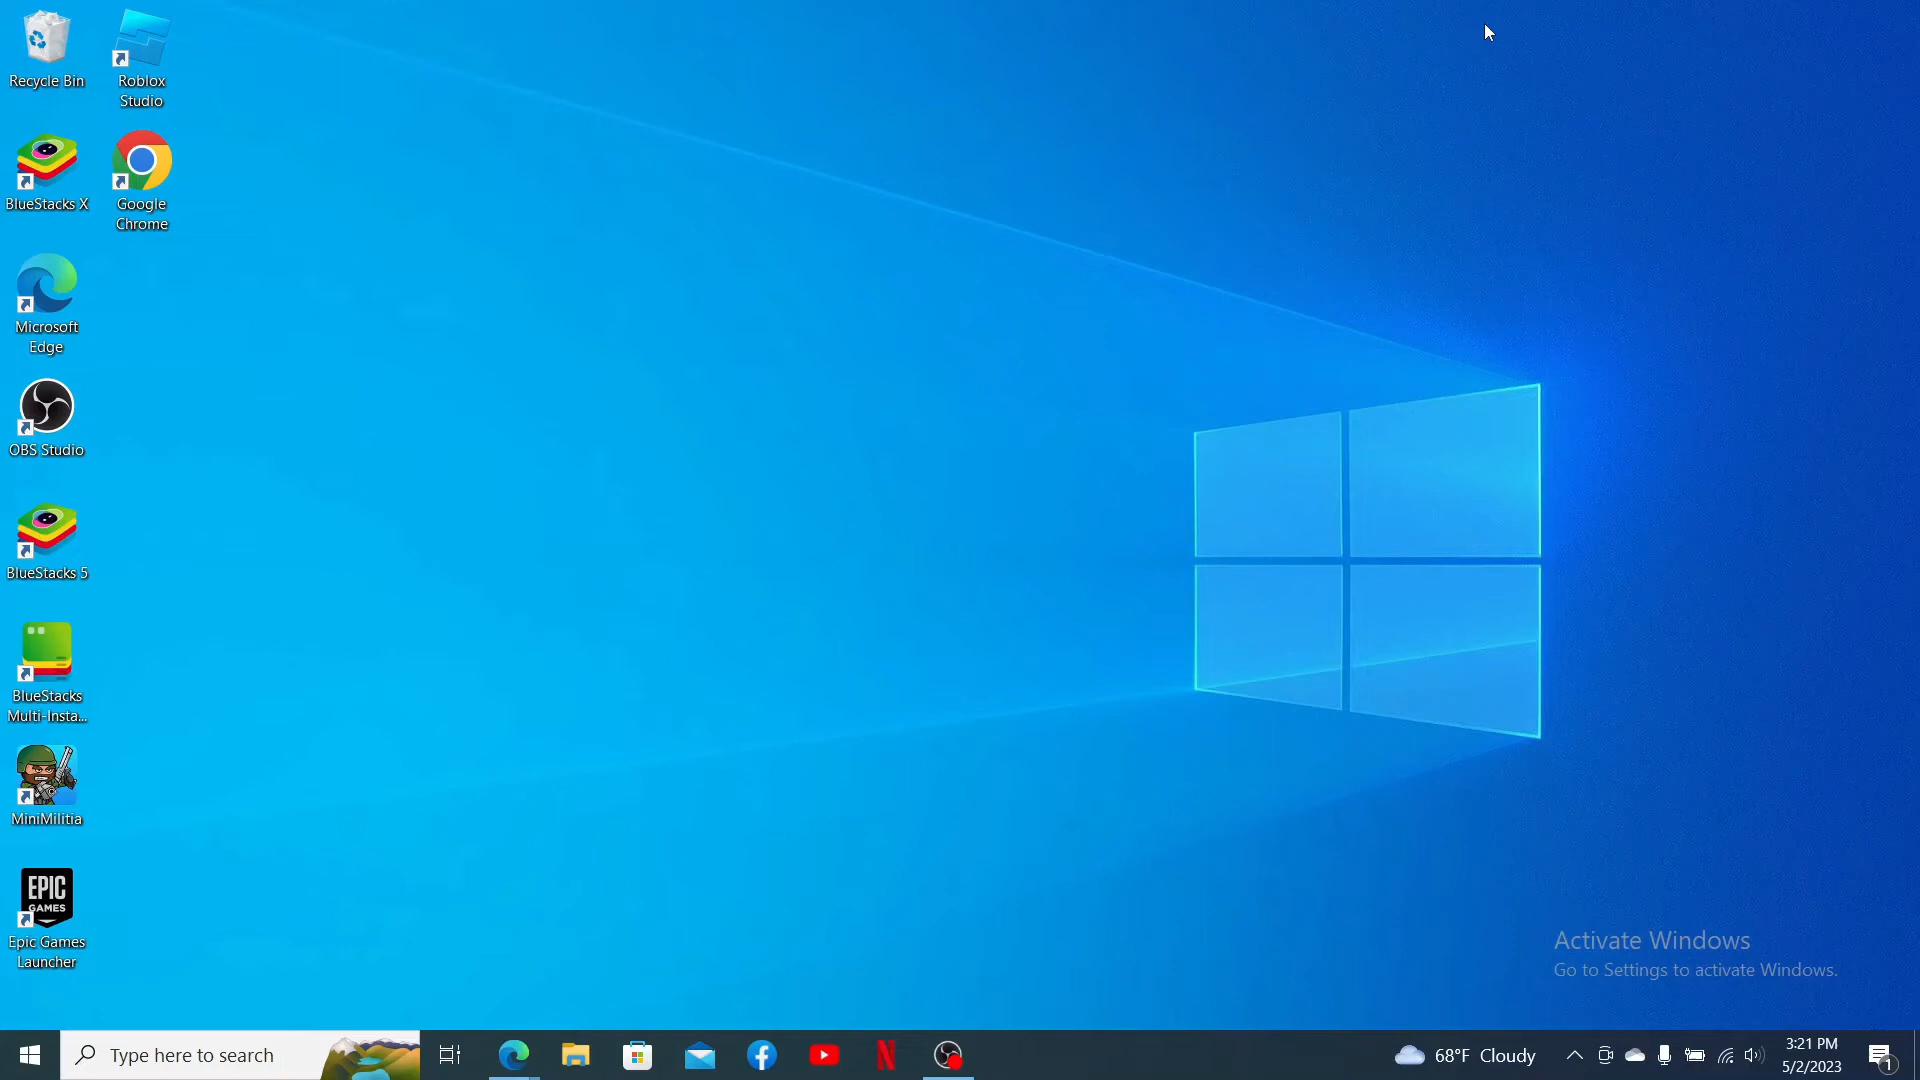 Recycle Bin
Roblox
Studio
BlueStacks X
Google
Chrome
Microsoft
Edge
OBS Studio
BlueStacks 5
BlueStacks
Multi-Insta...
MiniMilitia
EPIC
GAMES
Epic Games
Launcher
Activate Windows
Go to Settings to activate Windows.
Type here to search
68°F Cloudy
3:21 PM
5/2/2023
1